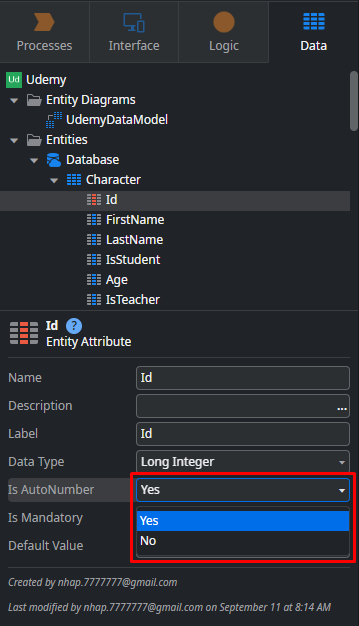 Processes Interface Logic Data
Ud Udemy
Entity Diagrams
UdemyDataModel
Entities
Database
Character
Id
FirstName
LastName
IsStudent
Age
IsTeacher
Id ?
Entity Attribute
Name Id
Description ...
Label Id
Data Type Long Integer
Is AutoNumber Yes
Is Mandatory Yes
Default Value No
Created by nhap.7777777@gmail.com
Last modified by nhap.7777777@gmail.com on September 11 at 8:14 AM